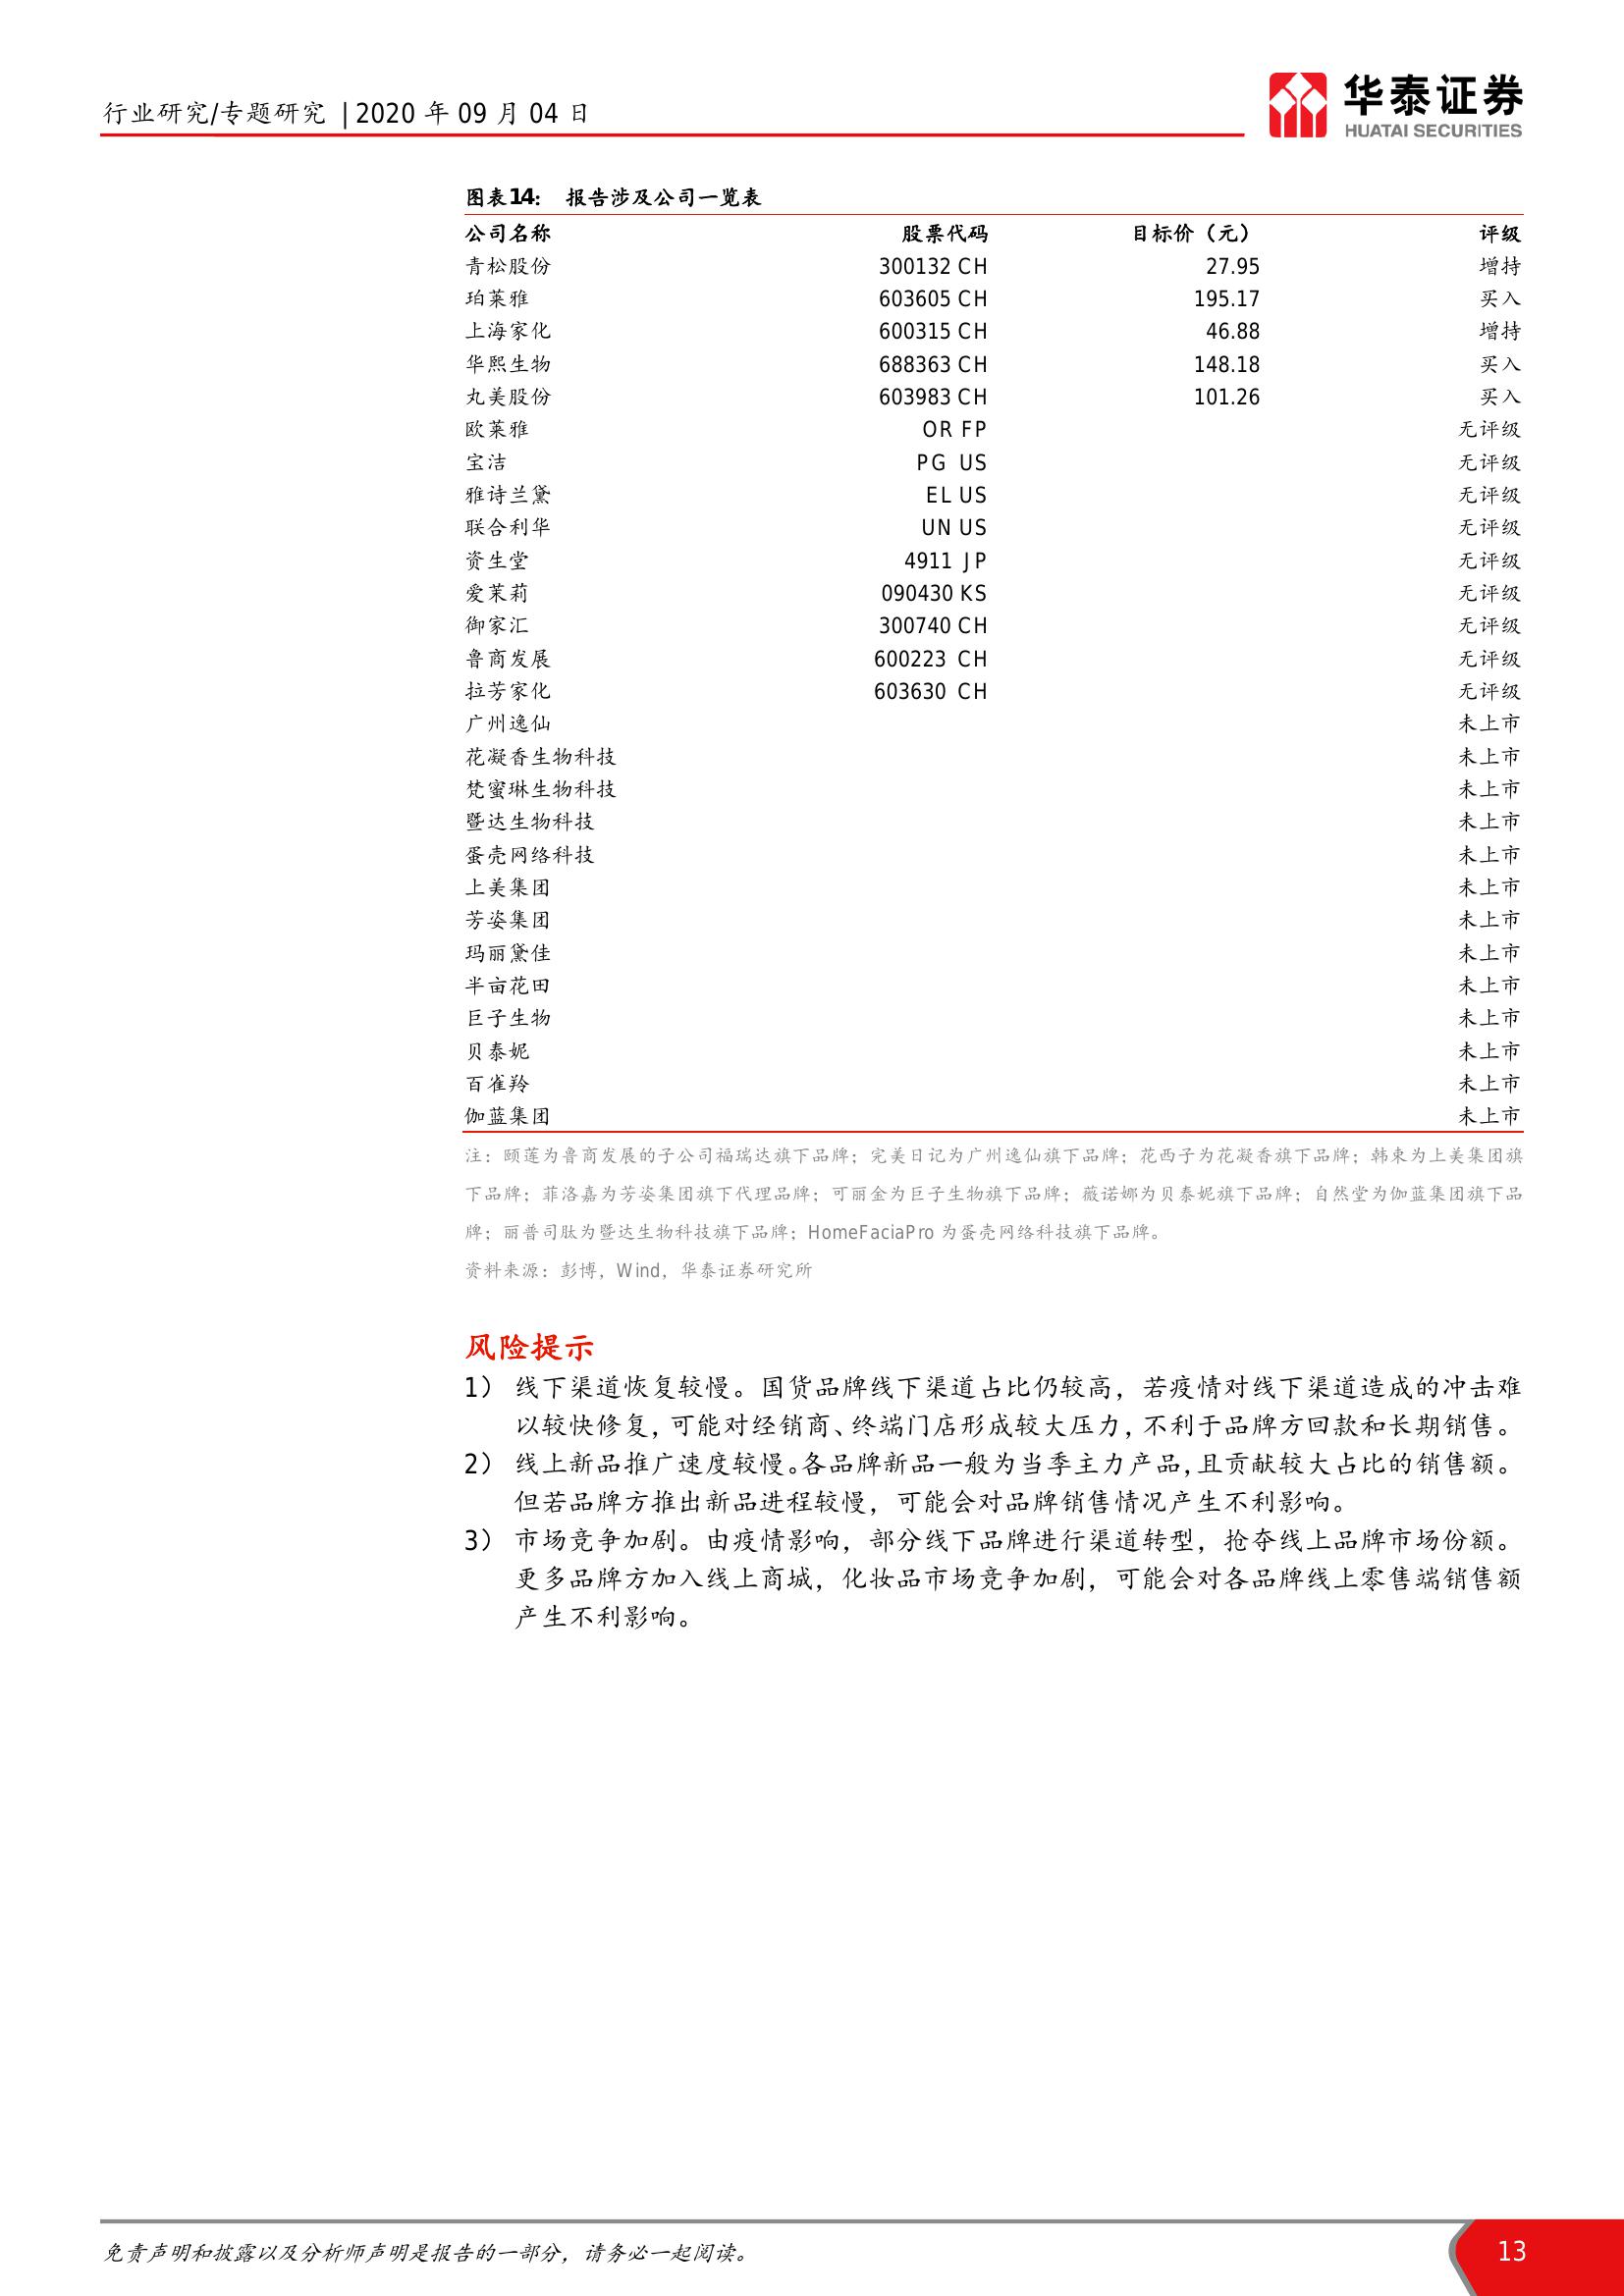 行业研究/专题研究 | 2020 年 09 月 04 日
华泰证券
HUATAI SECURITIES
图表14: 报告涉及公司一览表
公司名称 股票代码 目标价（元） 评级
青松股份 300132 CH 27.95 增持
珀莱雅 603605 CH 195.17 买入
上海家化 600315 CH 46.88 增持
华熙生物 688363 CH 148.18 买入
丸美股份 603983 CH 101.26 买入
欧莱雅 OR FP 无评级
宝洁 PG US 无评级
雅诗兰黛 EL US 无评级
联合利华 UN US 无评级
资生堂 4911 JP 无评级
爱茉莉 090430 KS 无评级
御家汇 300740 CH 无评级
鲁商发展 600223 CH 无评级
拉芳家化 603630 CH 无评级
广州逸仙 未上市
花凝香生物科技 未上市
梵蜜琳生物科技 未上市
暨达生物科技 未上市
蛋壳网络科技 未上市
上美集团 未上市
芳姿集团 未上市
玛丽黛佳 未上市
半亩花田 未上市
巨子生物 未上市
贝泰妮 未上市
百雀羚 未上市
伽蓝集团 未上市
注：颐莲为鲁商发展的子公司福瑞达旗下品牌；完美日记为广州逸仙旗下品牌；花西子为花凝香旗下品牌；韩束为上美集团旗
下品牌；菲洛嘉为芳姿集团旗下代理品牌；可丽金为巨子生物旗下品牌；薇诺娜为贝泰妮旗下品牌；自然堂为伽蓝集团旗下品
牌；丽普司肽为暨达生物科技旗下品牌；HomeFaciaPro 为蛋壳网络科技旗下品牌。
资料来源：彭博，Wind，华泰证券研究所
风险提示
1） 线下渠道恢复较慢。国货品牌线下渠道占比仍较高，若疫情对线下渠道造成的冲击难
以较快修复，可能对经销商、终端门店形成较大压力，不利于品牌方回款和长期销售。
2） 线上新品推广速度较慢。各品牌新品一般为当季主力产品，且贡献较大占比的销售额。
但若品牌方推出新品进程较慢，可能会对品牌销售情况产生不利影响。
3） 市场竞争加剧。由疫情影响，部分线下品牌进行渠道转型，抢夺线上品牌市场份额。
更多品牌方加入线上商城，化妆品市场竞争加剧，可能会对各品牌线上零售端销售额
产生不利影响。
免责声明和披露以及分析师声明是报告的一部分，请务必一起阅读。
13